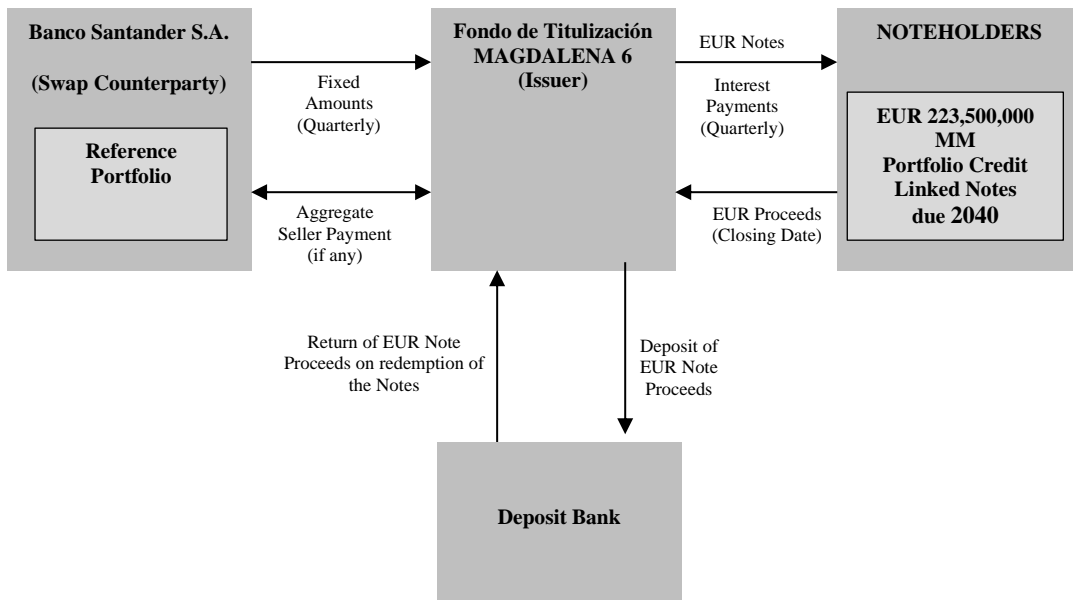 Banco Santander S.A.
(Swap Counterparty)
Reference
Portfolio
Fixed
Amounts
(Quarterly)
Aggregate
Seller Payment
(if any)
Fondo de Titulización
MAGDALENA 6
(Issuer)
EUR Notes
Interest
Payments
(Quarterly)
EUR Proceeds
(Closing Date)
NOTEHOLDERS
EUR 223,500,000
MM
Portfolio Credit
Linked Notes
due 2040
Return of EUR Note
Proceeds on redemption of
the Notes
Deposit of
EUR Note
Proceeds
Deposit Bank